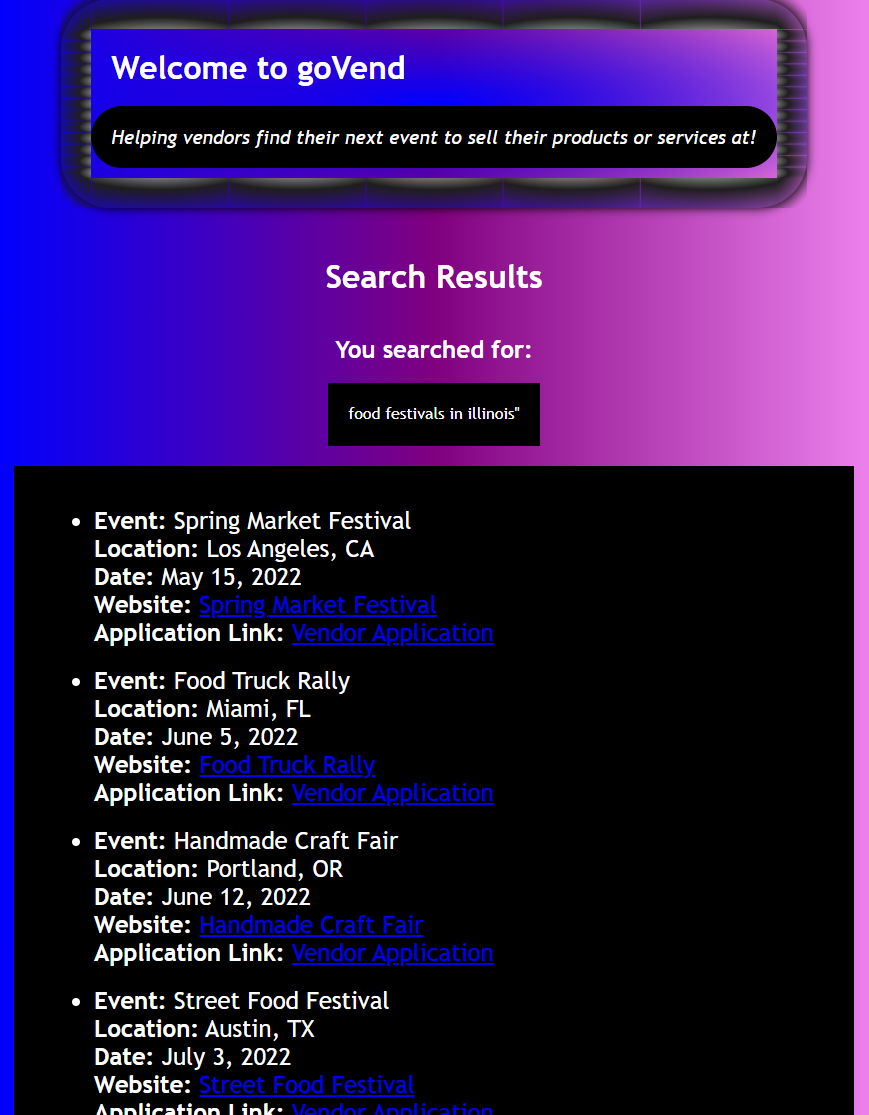 Welcome to goVend
Helping vendors find their next event to sell their products or services at!
Search Results
You searched for:
food festivals in illinois"
• Event: Spring Market Festival
Location: Los Angeles, CA
Date: May 15, 2022
Website: Spring Market Festival
Application Link: Vendor Application
• Event: Food Truck Rally
Location: Miami, FL
Date: June 5, 2022
Website: Food Truck Rally
Application Link: Vendor Application
• Event: Handmade Craft Fair
Location: Portland, OR
Date: June 12, 2022
Website: Handmade Craft Fair
Application Link: Vendor Application
• Event: Street Food Festival
Location: Austin, TX
Date: July 3, 2022
Website: Street Food Festival
Application Link: Vendor Application